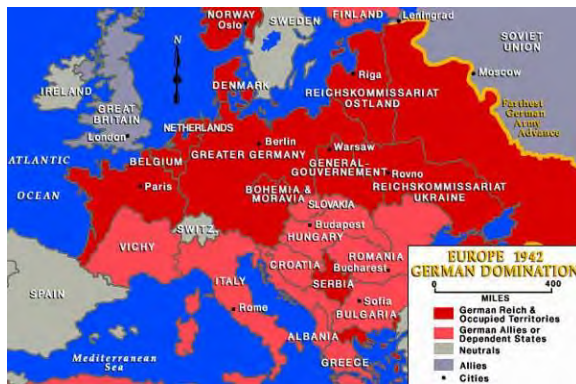 NORWAY
Oslo
SWEDEN
FINLAND
Leningrad
SOVIET
UNION
Moscow
Riga
REICHSKOMMISSARIAT
OSTLAND
Farthest
German
Army
Advance
N
IRELAND
GREAT
BRITAIN
London
DENMARK
NETHERLANDS
BELGIUM
Berlin
GREATER GERMANY
Warsaw
GENERAL-
GOUVERNEMENT
Rovno
REICHSKOMMISSARIAT
UKRAINE
ATLANTIC
OCEAN
Paris
BOHEMIA &
MORAVIA
SLOVAKIA
Budapest
HUNGARY
SWITZ.
VICHY
CROATIA
ROMANIA
Bucharest
SERBIA
Sofia
BULGARIA
SPAIN
ITALY
Rome
ALBANIA
GREECE
Mediterranean
Sea
EUROPE 1942
GERMAN DOMINATION
0
400
MILES
German Reich &
Occupied Territories
German Allies or
Dependent States
Neutrals
Allies
Cities